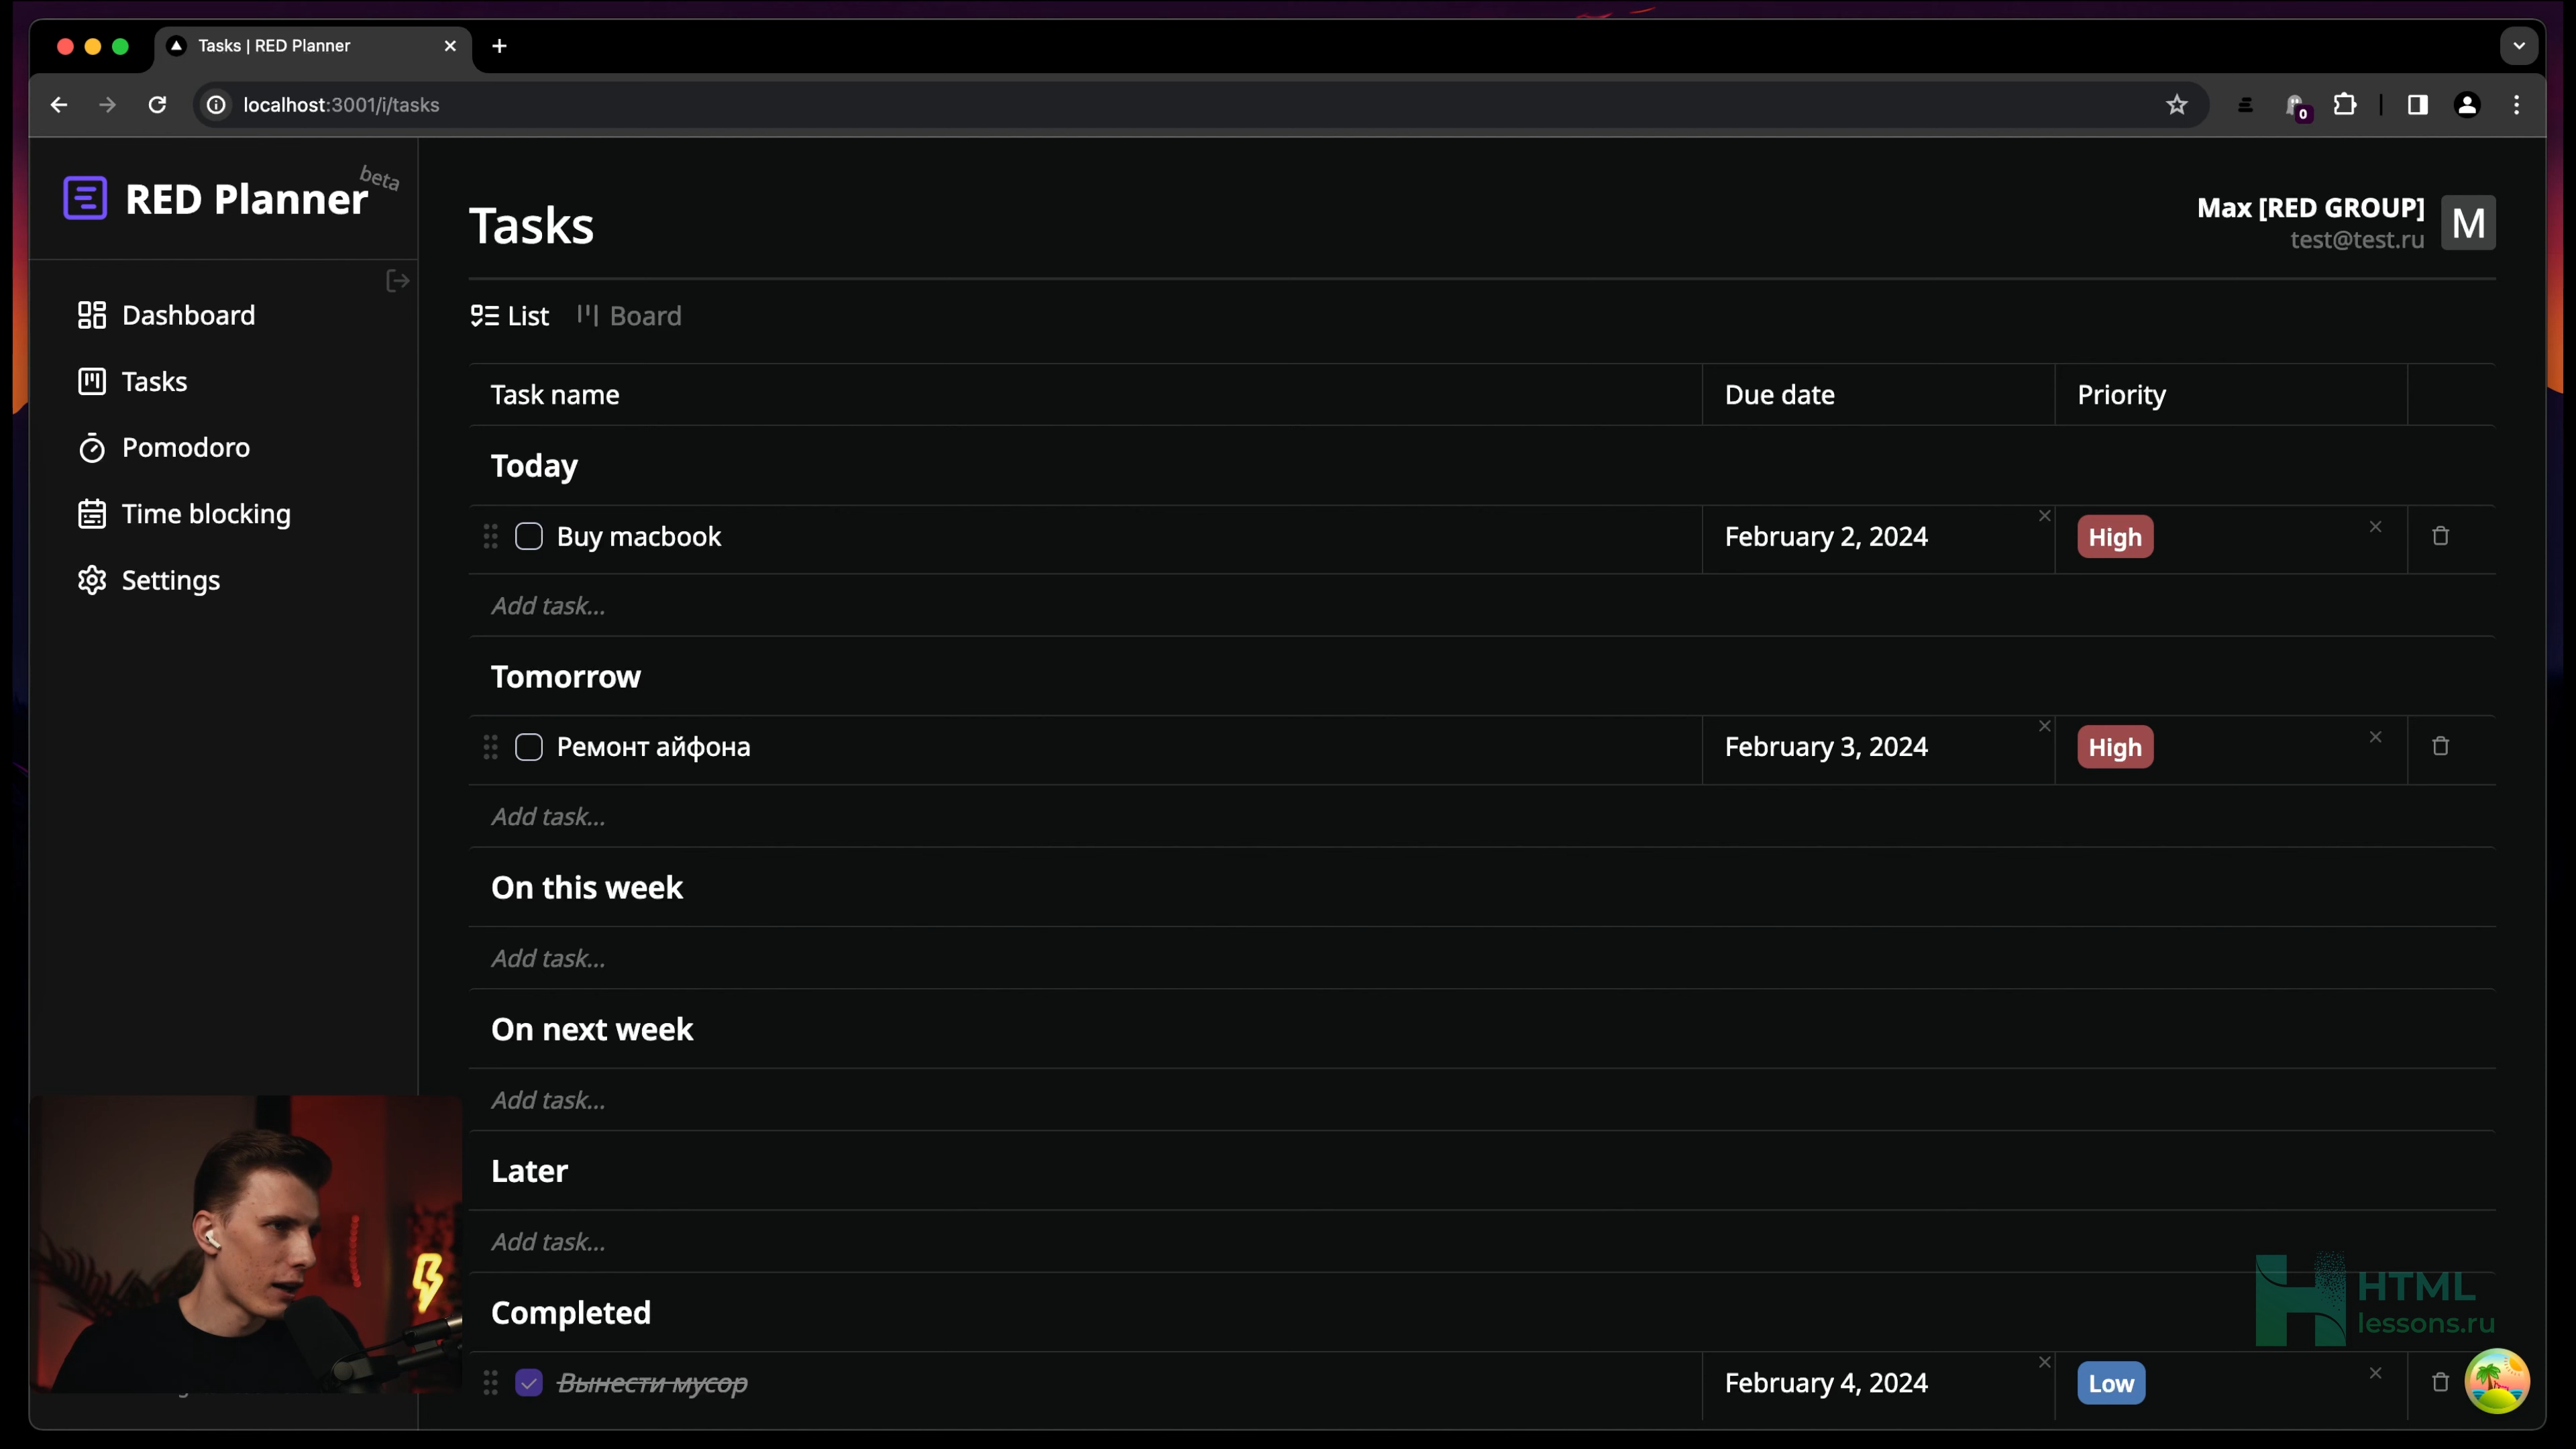 Tasks | RED Planner
localhost:3001/i/tasks
0
RED Planner
beta
Dashboard
Tasks
Pomodoro
Time blocking
Settings
Tasks
Max [RED GROUP]
test@test.ru
M
List
Board
Task name
Due date
Priority
Today
Buy macbook
February 2, 2024
High
Add task...
Tomorrow
Ремонт айфона
February 3, 2024
High
Add task...
On this week
Add task...
On next week
Add task...
Later
Add task...
Completed
Вынести мусор
February 4, 2024
Low
HTML
lessons.ru